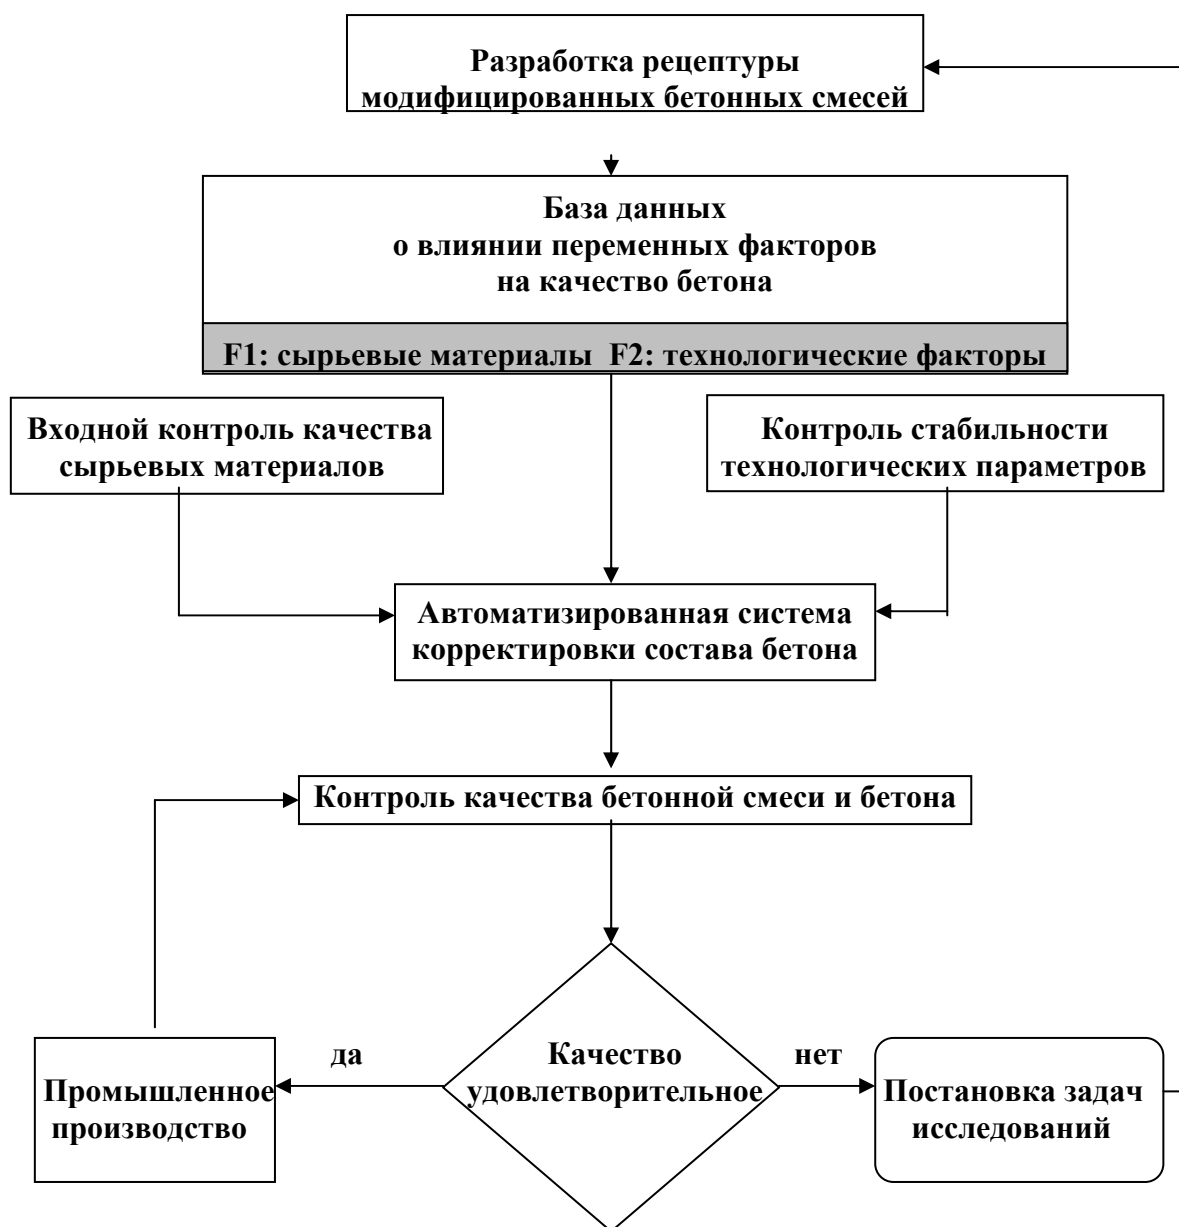 Разработка рецептуры
модифицированных бетонных смесей
База данных
о влиянии переменных факторов
на качество бетона
F1: сырьевые материалы F2: технологические факторы
Входной контроль качества
сырьевых материалов
Контроль стабильности
технологических параметров
Автоматизированная система
корректировки состава бетона
Контроль качества бетонной смеси и бетона
да
Качество
удовлетворительное
нет
Промышленное
производство
Постановка задач
исследований